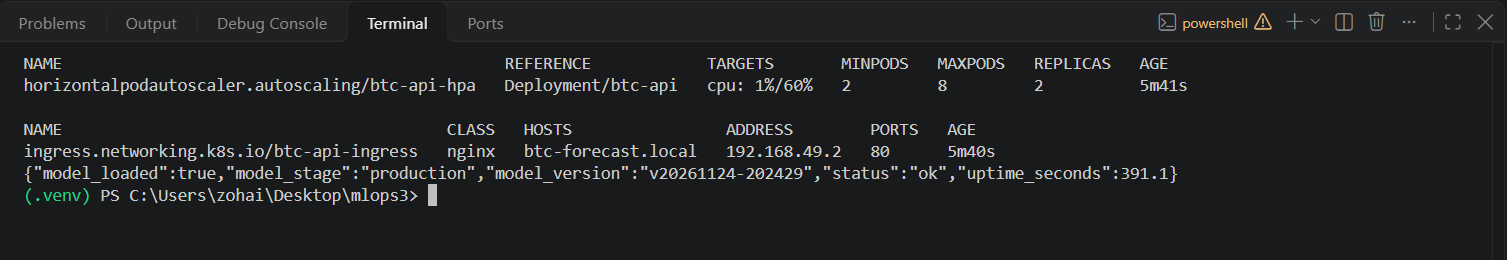 Problems Output Debug Console Terminal Ports powershell
NAME REFERENCE TARGETS MINPODS MAXPODS REPLICAS AGE
horizontalpodautoscaler.autoscaling/btc-api-hpa Deployment/btc-api cpu: 1%/60% 2 8 2 5m41s
NAME CLASS HOSTS ADDRESS PORTS AGE
ingress.networking.k8s.io/btc-api-ingress nginx btc-forecast.local 192.168.49.2 80 5m40s
{"model_loaded":true,"model_stage":"production","model_version":"v20261124-202429","status":"ok","uptime_seconds":391.1}
(.venv) PS C:\Users\zohai\Desktop\mlops3>